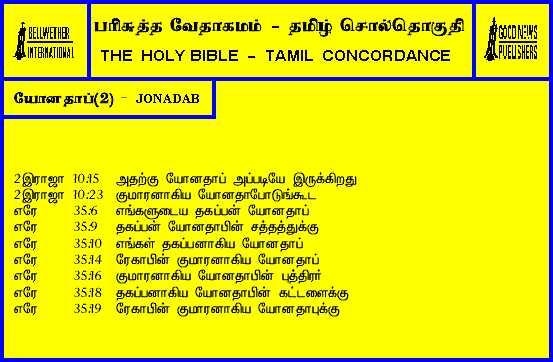 BELLWETHER
INTERNATIONAL
பரிசுத்த வேதாகமம் - தமிழ் சொல்தொகுதி
THE HOLY BIBLE - TAMIL CONCORDANCE
GOOD NEWS
PUBLISHERS
யோனதாப்(2) - JONADAB
2இராஜா 10:15 அதற்கு யோனதாப் அப்படியே இருக்கிறது
2இராஜா 10:23 குமாரனாகிய யோனதாபோடுங்கூட
எரே 35:6 எங்களுடைய தகப்பன் யோனதாப்
எரே 35:9 தகப்பன் யோனதாபின் சத்தத்துக்கு
எரே 35:10 எங்கள் தகப்பனாகிய யோனதாப்
எரே 35:14 ரேகாபின் குமாரனாகிய யோனதாப்
எரே 35:16 குமாரனாகிய யோனதாபின் புத்திரர்
எரே 35:18 தகப்பனாகிய யோனதாபின் கட்டளைக்கு
எரே 35:19 ரேகாபின் குமாரனாகிய யோனதாபுக்கு